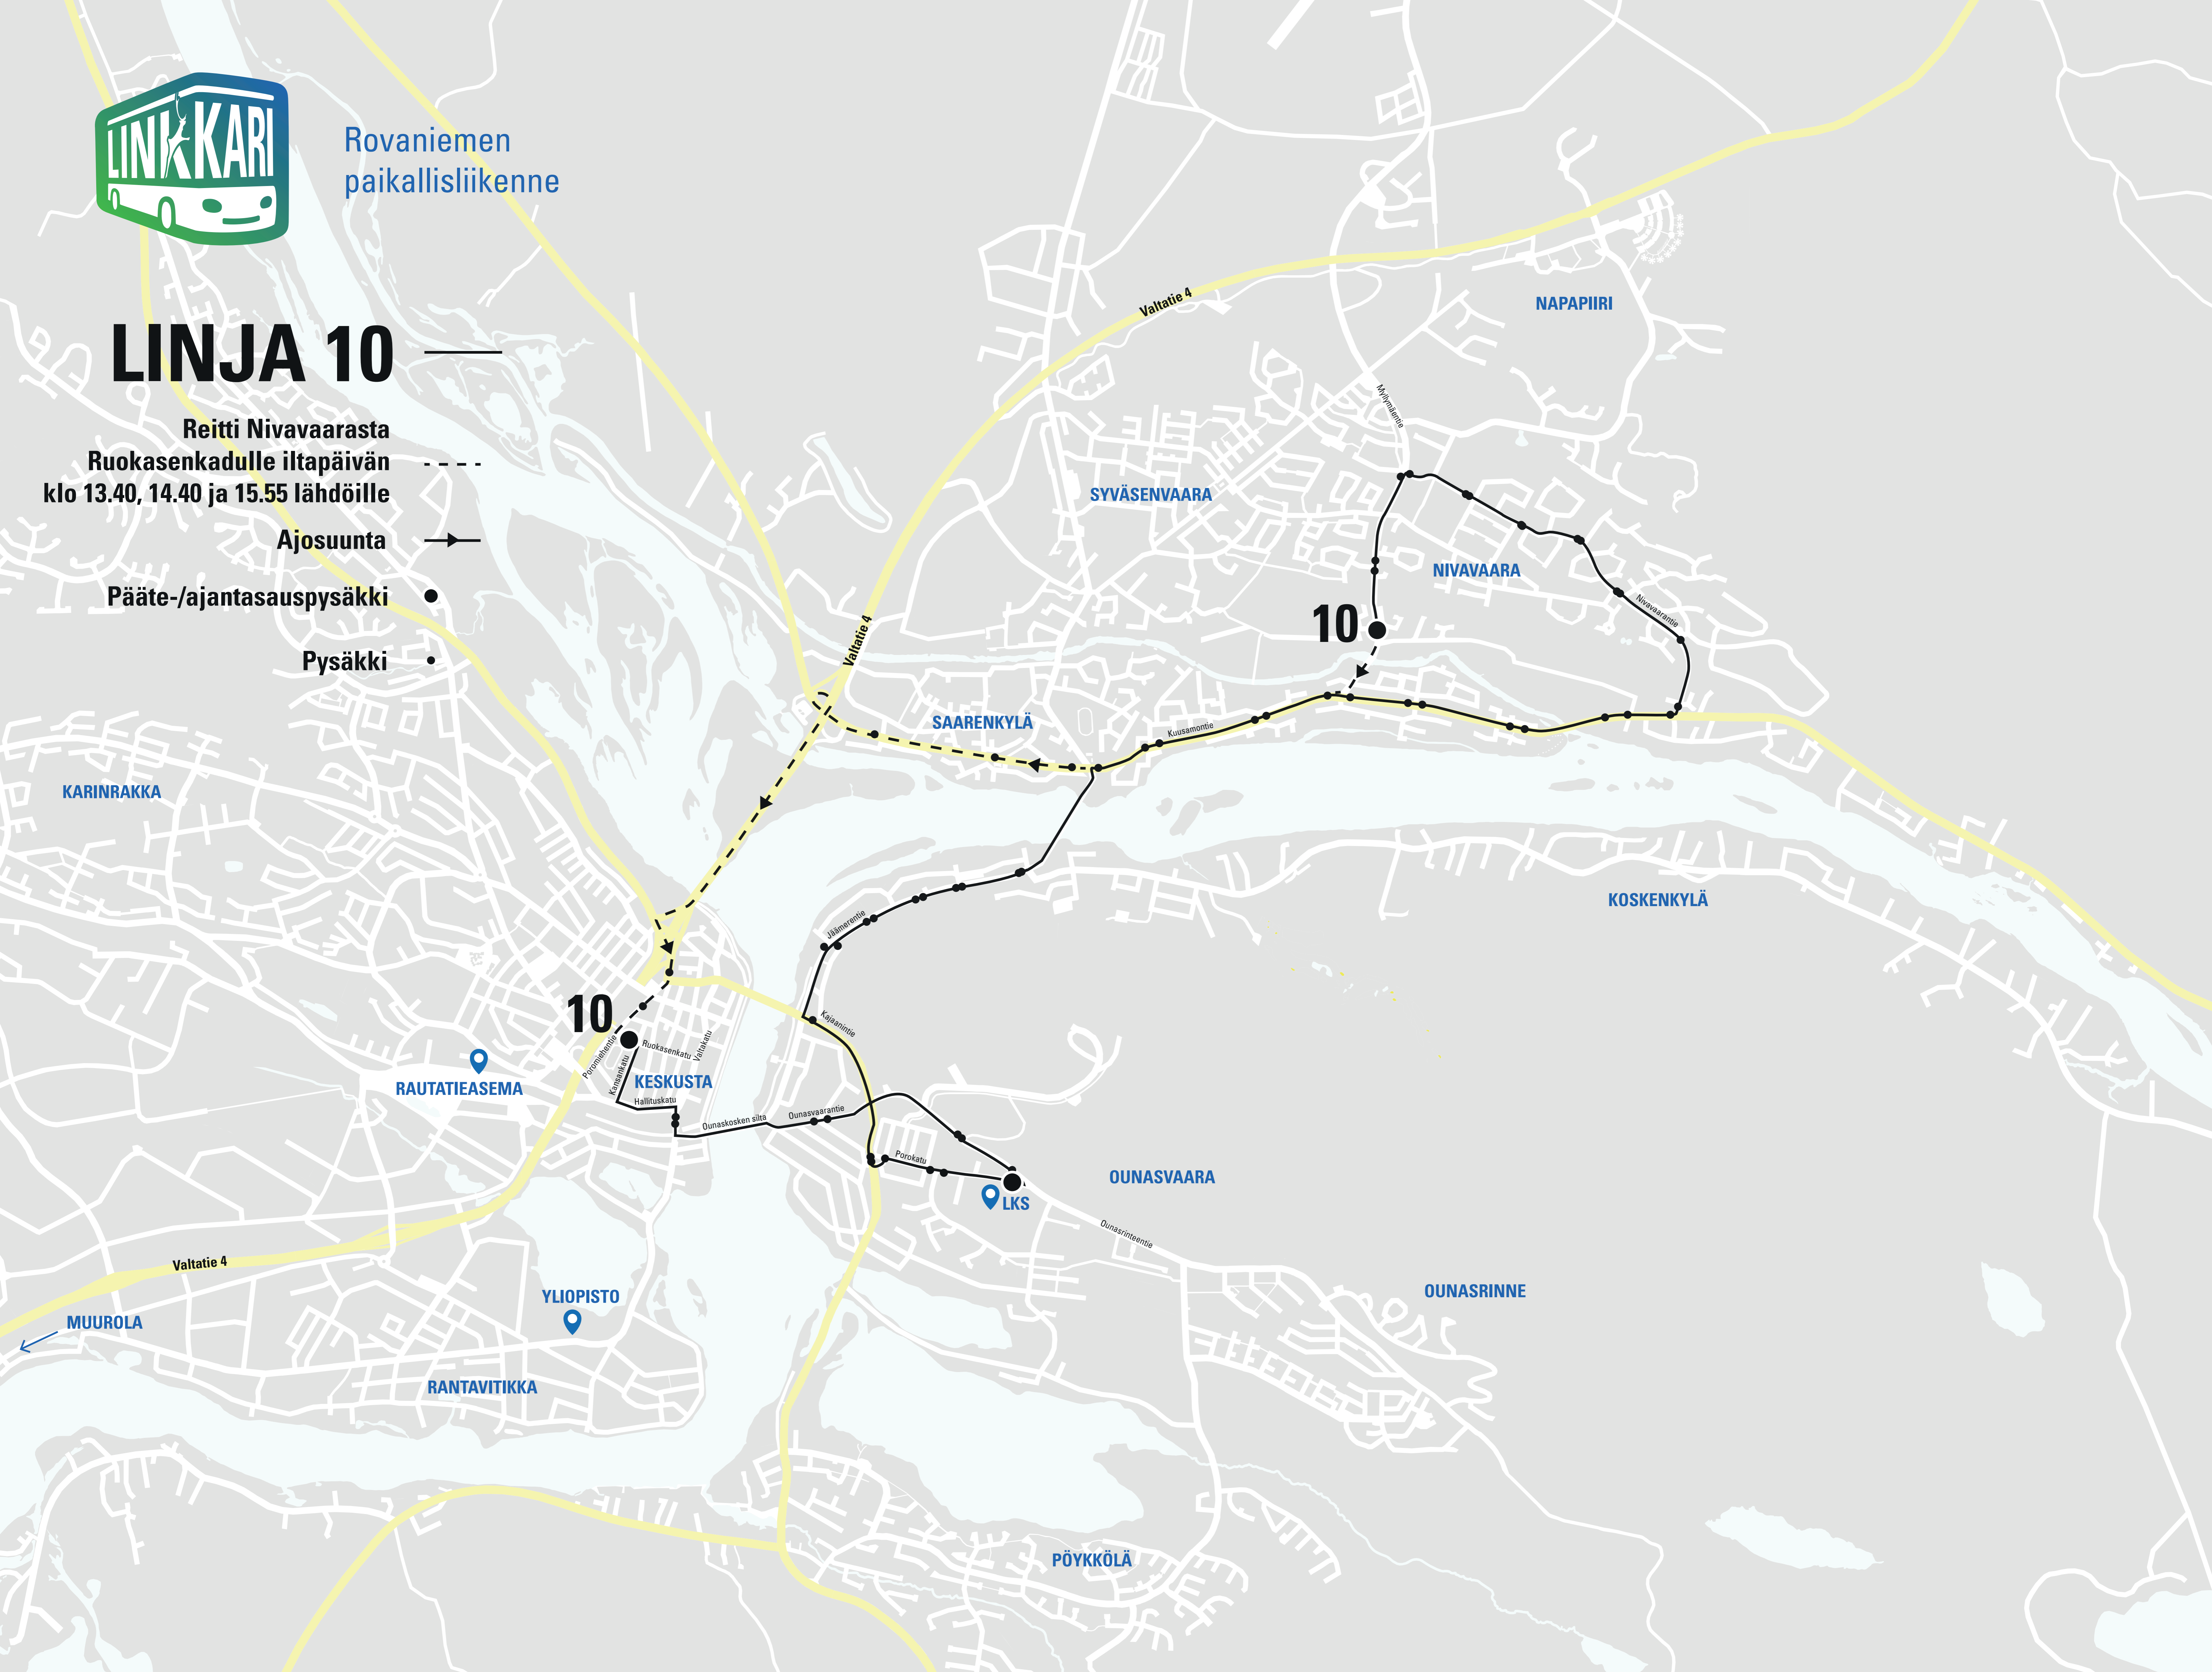 LINKKARI
Rovaniemen
paikallisliikenne
LINJA 10
Reitti Nivavaarasta
Ruokasenkadulle iltapäivän
klo 13.40, 14.40 ja 15.55 lähdöille
Ajosuunta
Pääte-/ajantasauspysäkki
Pysäkki
NAPAPIIRI
Valtatie 4
Myllymäentie
SYVÄSENVAARA
NIVAVAARA
Nivavaarantie
10
Valtatie 4
SAARENKYLÄ
Kuusamontie
KARINRAKKA
KOSKENKYLÄ
Jäämerentie
10
Kajaanintie
Poromiehentie
Ruokasenkatu
Valtakatu
Kansankatu
KESKUSTA
RAUTATIEASEMA
Hallituskatu
Ounaskosken silta
Ounasvaarantie
Porokatu
OUNASVAARA
LKS
Ounasrinteentie
Valtatie 4
YLIOPISTO
OUNASRINNE
MUUROLA
RANTAVITIKKA
PÖYKKÖLÄ